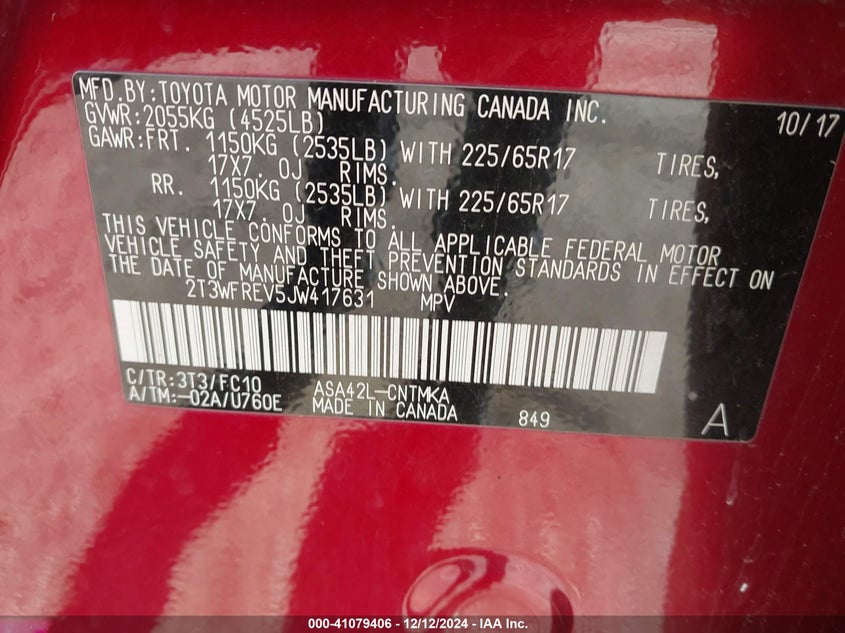 MFD.BY:TOYOTA MOTOR MANUFACTURING CANADA INC. 10/17
GVWR:2055KG (4525LB)
GAWR:FRT. 1150KG (2535LB) WITH 225/65R17 TIRES,
17X7. OJ RIMS.
RR. 1150KG (2535LB) WITH 225/65R17 TIRES,
17X7. OJ RIMS.
THIS VEHICLE CONFORMS TO ALL APPLICABLE FEDERAL MOTOR
VEHICLE SAFETY AND THEFT PREVENTION STANDARDS IN EFFECT ON
THE DATE OF MANUFACTURE SHOWN ABOVE.
2T3WFREV5JW417631 MPV
C/TR:3T3/FC10 ASA42L-CNTMKA
A/TM:-02A/U760E MADE IN CANADA 849 A
000-41079406 - 12/12/2024 - IAA Inc.